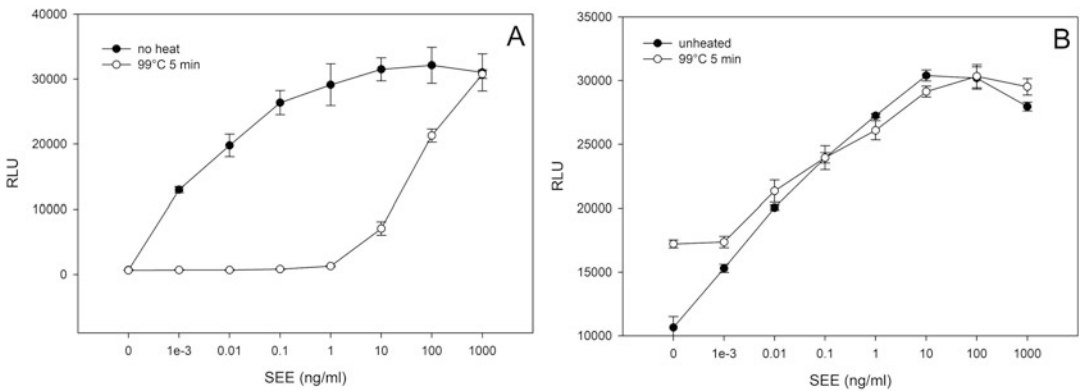 A
no heat
99°C 5 min
40000
30000
20000
10000
0
RLU
0 1e-3 0.01 0.1 1 10 100 1000
SEE (ng/ml)
B
unheated
99°C 5 min
35000
30000
25000
20000
15000
10000
RLU
0 1e-3 0.01 0.1 1 10 100 1000
SEE (ng/ml)